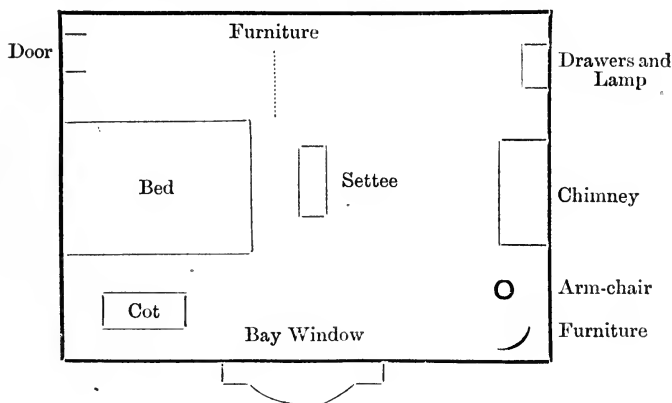 Furniture
Door
Drawers and
Lamp
Bed
Settee
Chimney
Arm-chair
Cot
Bay Window
Furniture